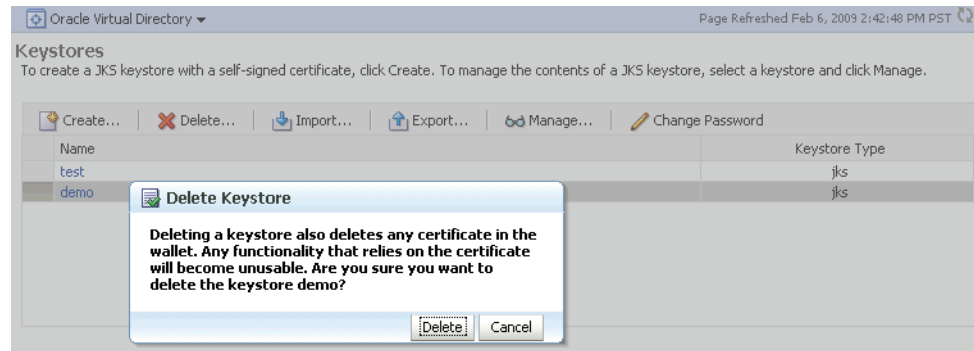 Oracle Virtual Directory
Page Refreshed Feb 6, 2009 2:42:48 PM PST
Keystores
To create a JKS keystore with a self-signed certificate, click Create. To manage the contents of a JKS keystore, select a keystore and click Manage.
Create... Delete... Import... Export... Manage... Change Password
Name Keystore Type
test jks
demo jks
Delete Keystore
Deleting a keystore also deletes any certificate in the
wallet. Any functionality that relies on the certificate
will become unusable. Are you sure you want to
delete the keystore demo?
Delete Cancel